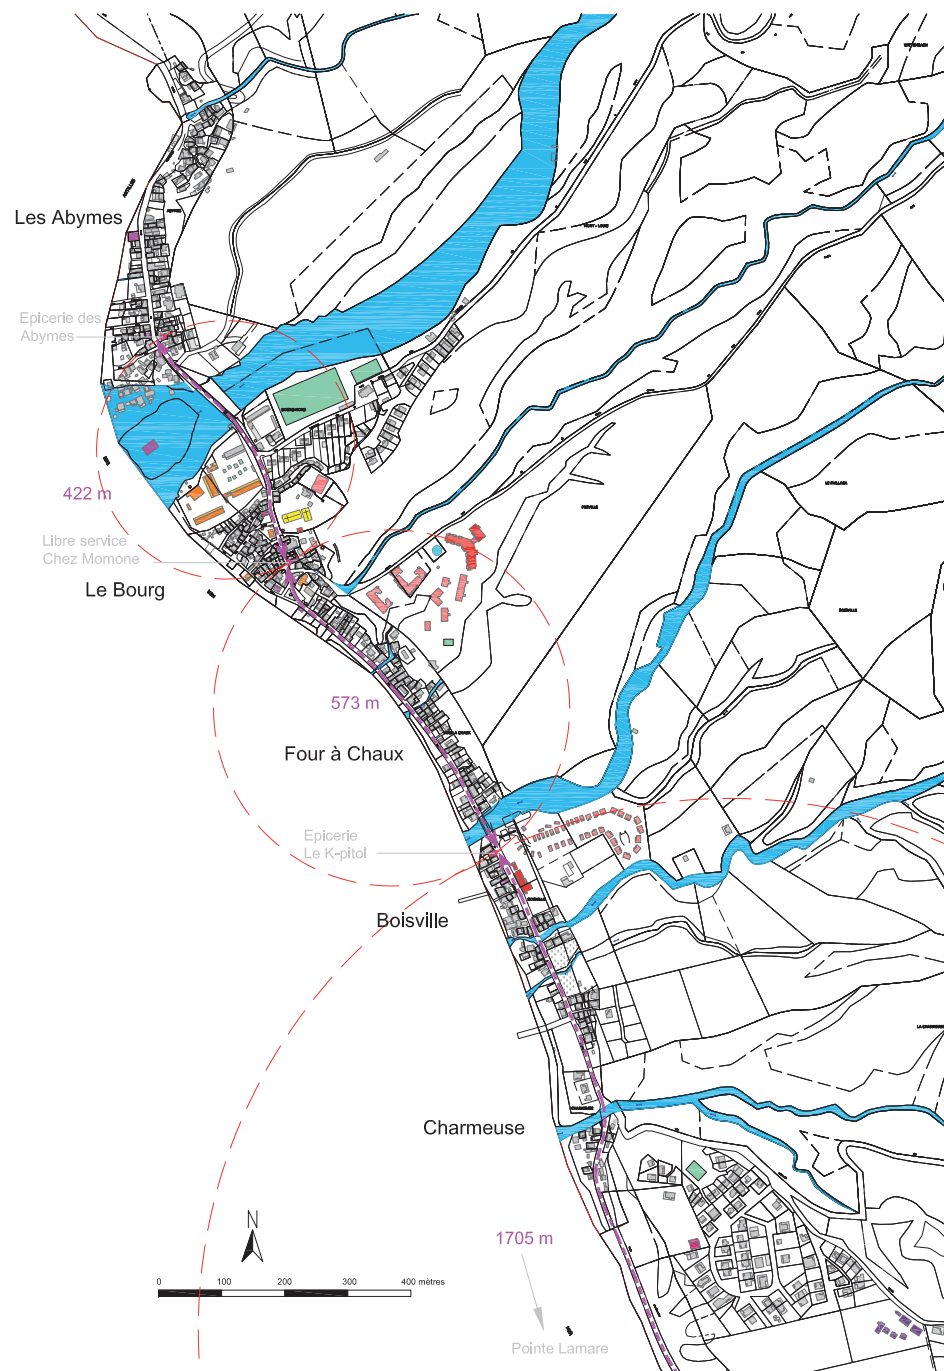 Les Abymes
Epicerie des
Abymes
422 m
Libre service
Chez Momone
Le Bourg
573 m
Four à Chaux
Epicerie
Le K-pitol
Boisville
Charmeuse
1705 m
Pointe Lamare
N
0 100 200 300 400 mètres